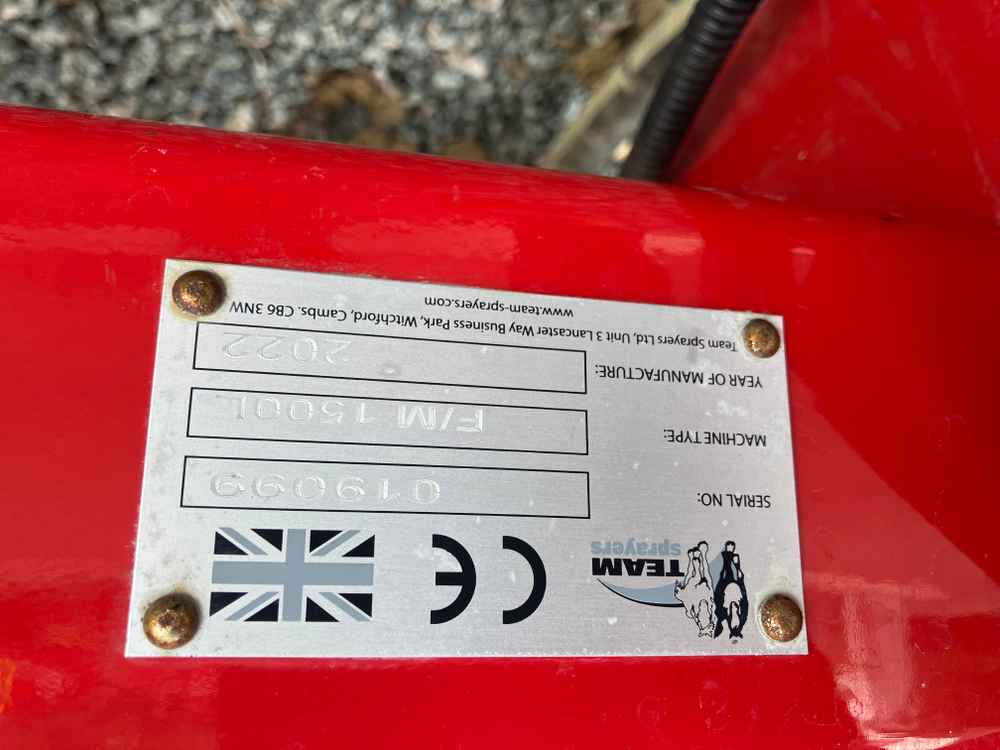 TEAM
sprayers
CE
SERIAL NO: 019099
MACHINE TYPE: F/M 1500L
YEAR OF MANUFACTURE: 2022
Team Sprayers Ltd, Unit 3 Lancaster Way Business Park, Witchford, Cambs. CB6 3NW
www.team-sprayers.com